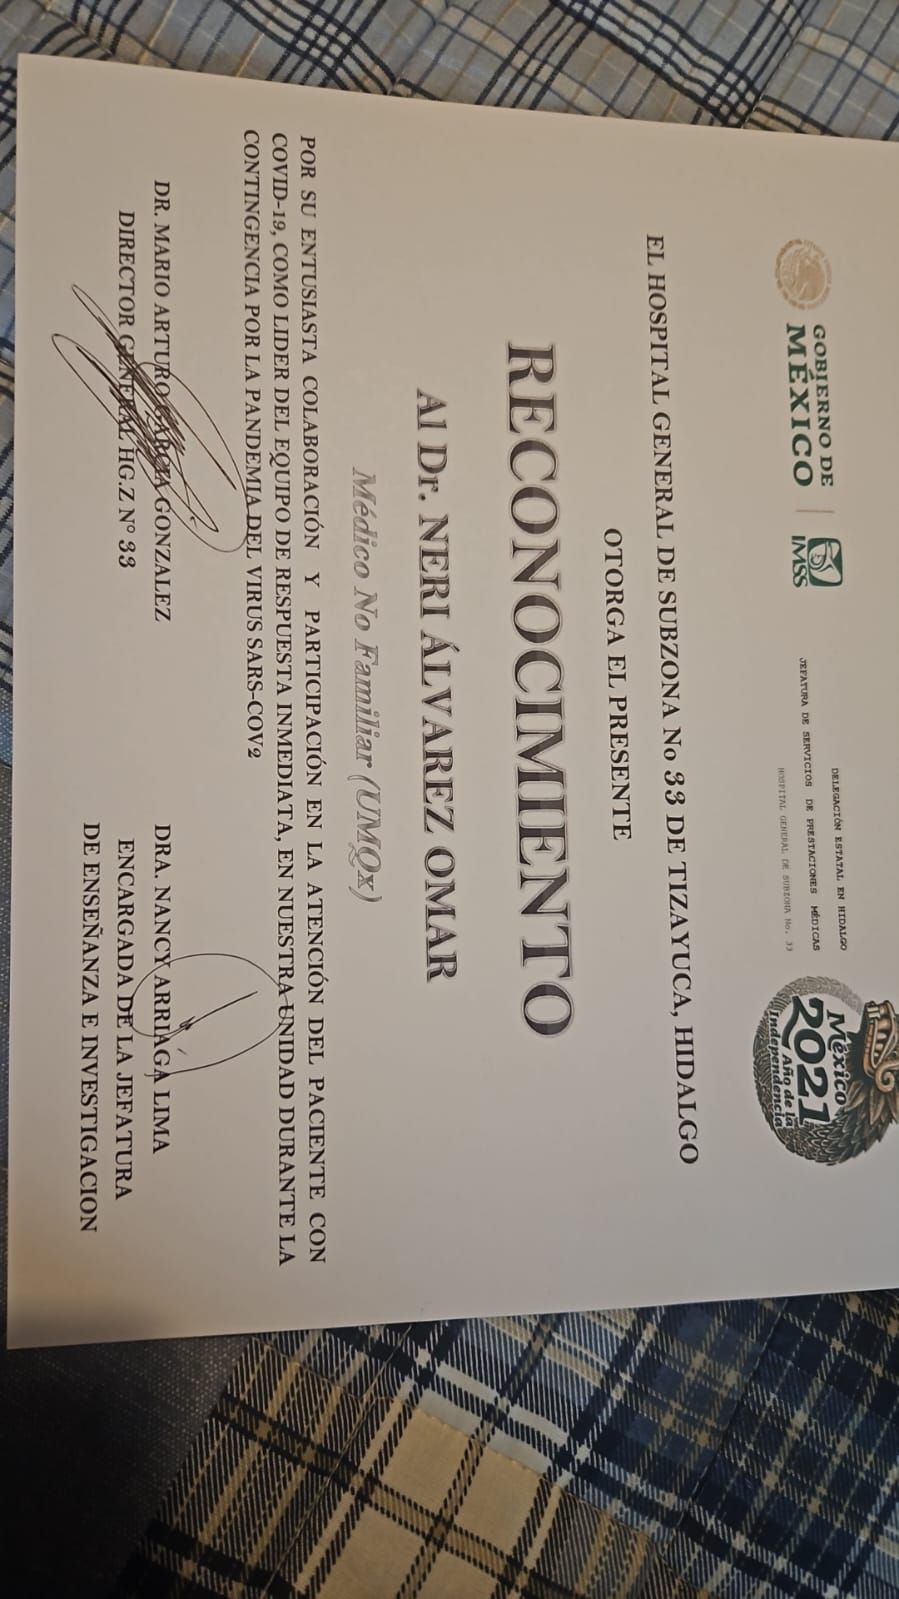 GOBIERNO DE
MÉXICO
IMSS
DELEGACIÓN ESTATAL EN HIDALGO
JEFATURA DE SERVICIOS DE PRESTACIONES MÉDICAS
HOSPITAL GENERAL DE SUBZONA No. 33
México
2021
Año de la
Independencia
EL HOSPITAL GENERAL DE SUBZONA No 33 DE TIZAYUCA, HIDALGO
OTORGA EL PRESENTE
RECONOCIMIENTO
Al Dr. NERI ÁLVAREZ OMAR
Médico No Familiar (UMQx)
POR SU ENTUSIASTA COLABORACIÓN Y PARTICIPACIÓN EN LA ATENCIÓN DEL PACIENTE CON
COVID-19, COMO LIDER DEL EQUIPO DE RESPUESTA INMEDIATA, EN NUESTRA UNIDAD DURANTE LA
CONTINGENCIA POR LA PANDEMIA DEL VIRUS SARS-COV2
DR. MARIO ARTURO GARCIA GONZALEZ
DIRECTOR GENERAL HG.Z N° 33
DRA. NANCY ARRIAGA LIMA
ENCARGADA DE LA JEFATURA
DE ENSEÑANZA E INVESTIGACION